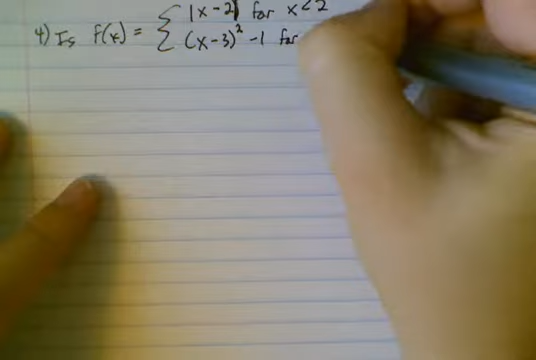 |x-2| for x<2
4) Is f(x) = { (x-3)² -1 for